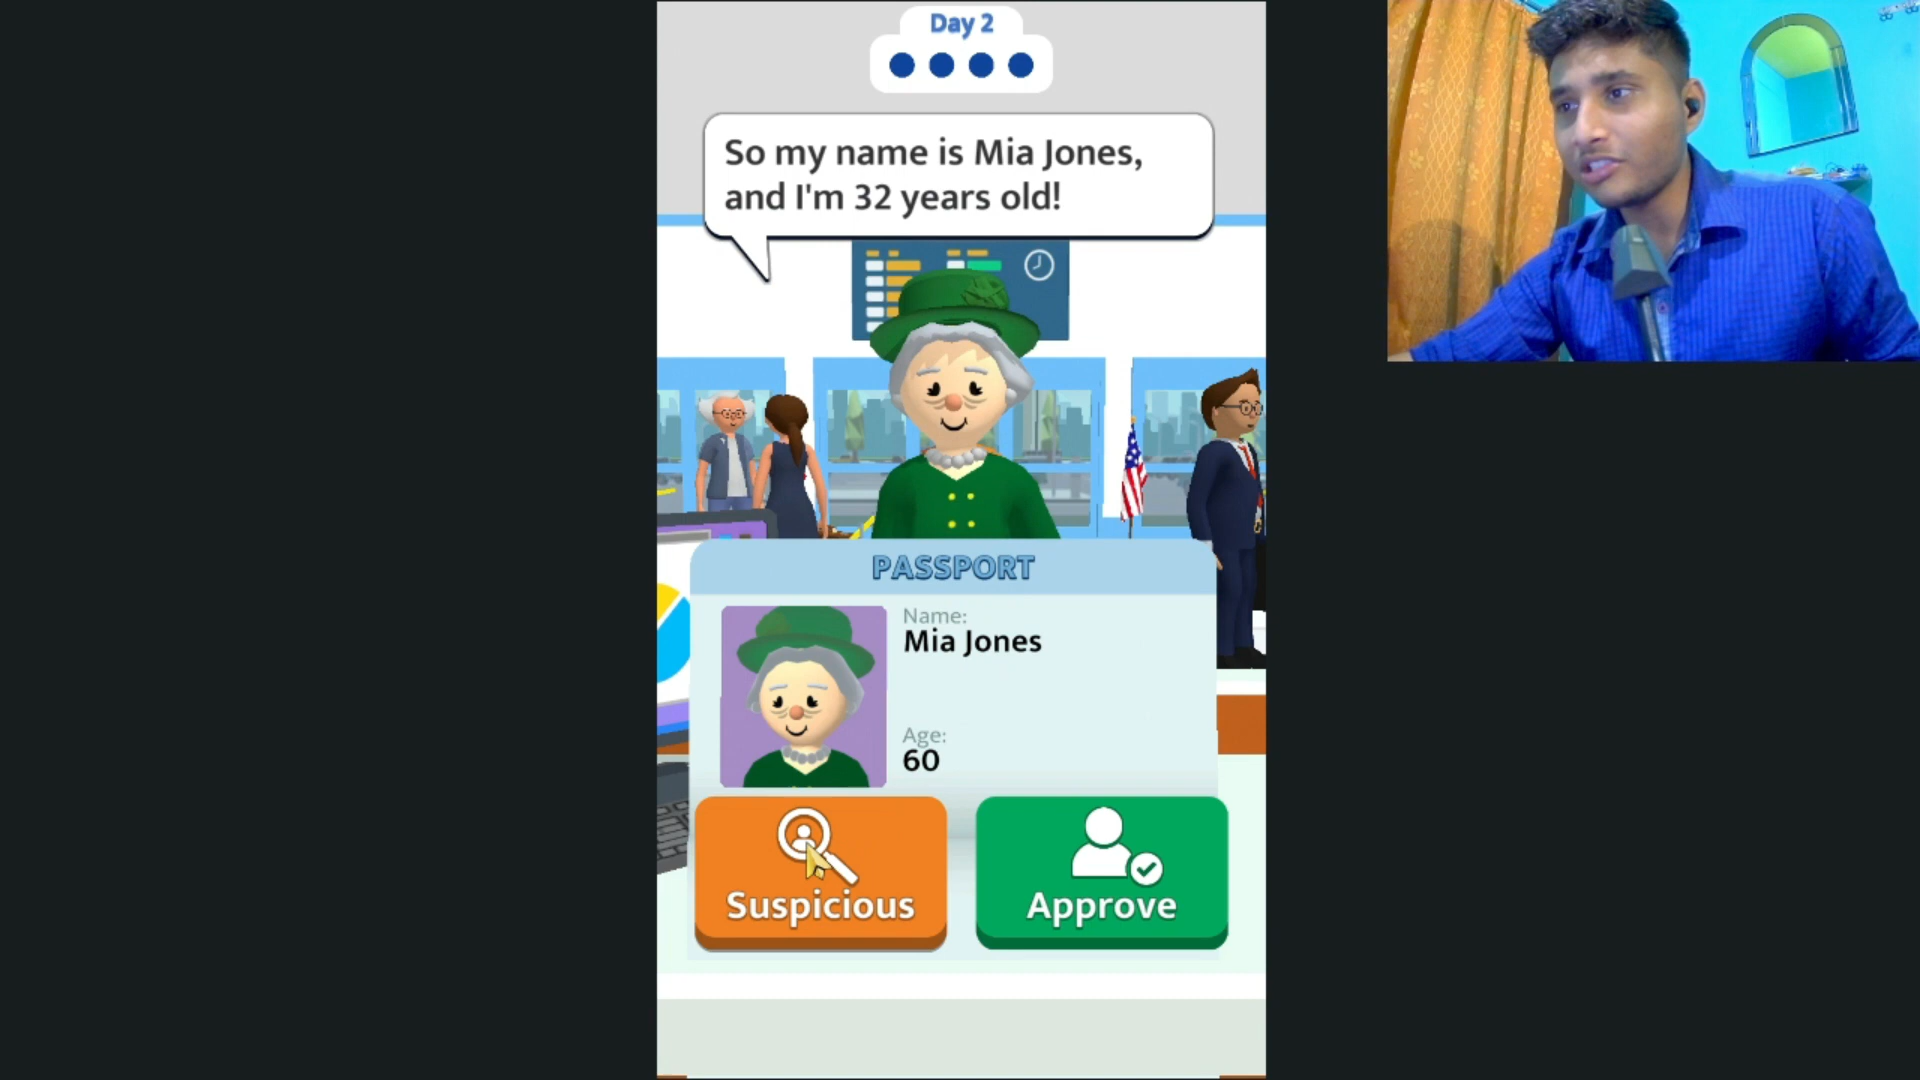 Day 2
So my name is Mia Jones,
and I'm 32 years old!
PASSPORT
Name:
Mia Jones
Age:
60
Suspicious
Approve